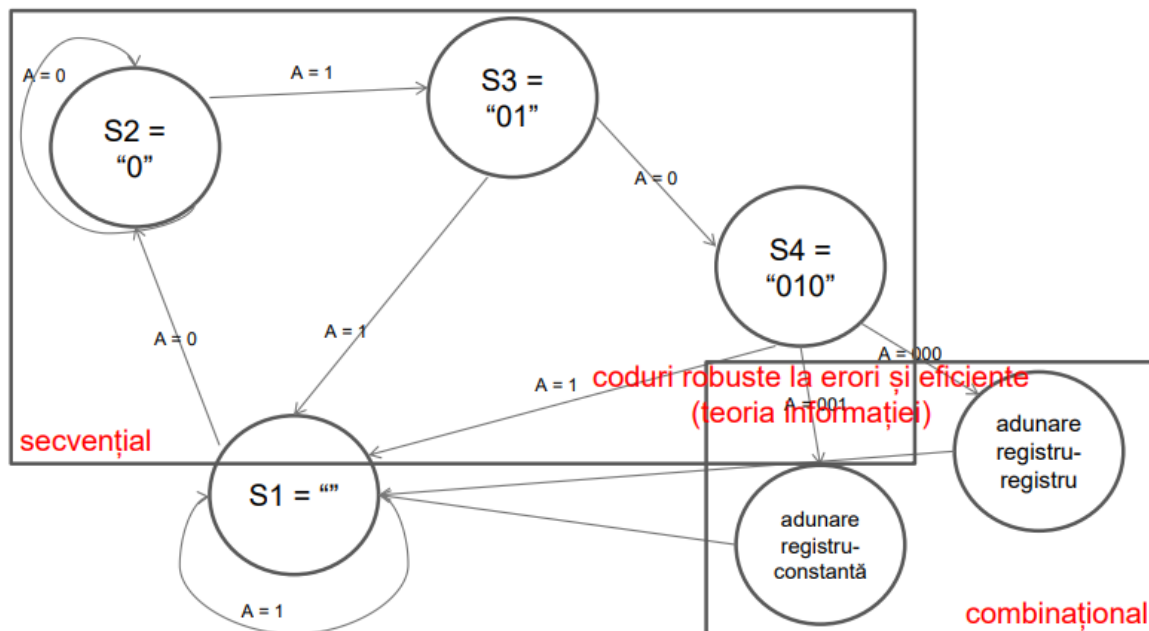 A = 0
S2 =
“0”
A = 1
S3 =
“01”
A = 0
S4 =
“010”
A = 0
A = 1
A = 1
A = 000
coduri robuste la erori și eficiente
A = 001
(teoria informației)
secvențial
S1 = “”
A = 1
adunare
registru-
registru
adunare
registru-
constantă
combinațional